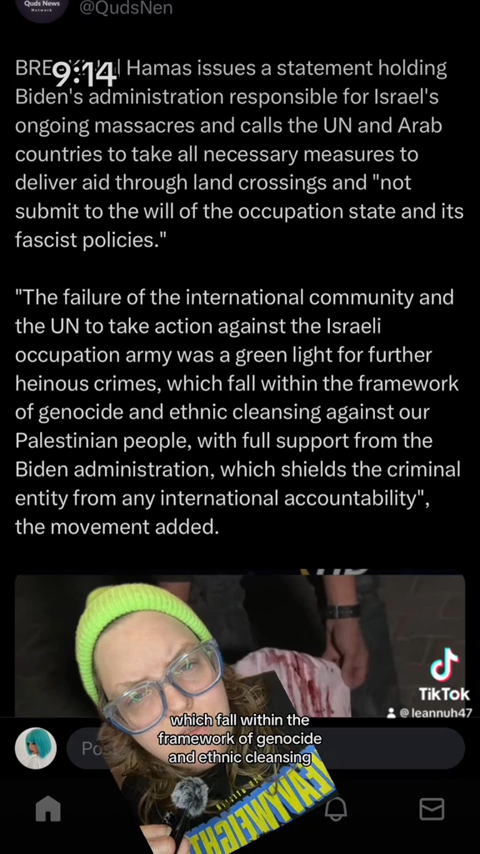 Quds News
Network
@QudsNen
9:14
Hamas issues a statement holding
Biden's administration responsible for Israel's
ongoing massacres and calls the UN and Arab
countries to take all necessary measures to
deliver aid through land crossings and "not
submit to the will of the occupation state and its
fascist policies."
"The failure of the international community and
the UN to take action against the Israeli
occupation army was a green light for further
heinous crimes, which fall within the framework
of genocide and ethnic cleansing against our
Palestinian people, with full support from the
Biden administration, which shields the criminal
entity from any international accountability",
the movement added.
TikTok
@leannuh47
which fall within the
framework of genocide
and ethnic cleansing